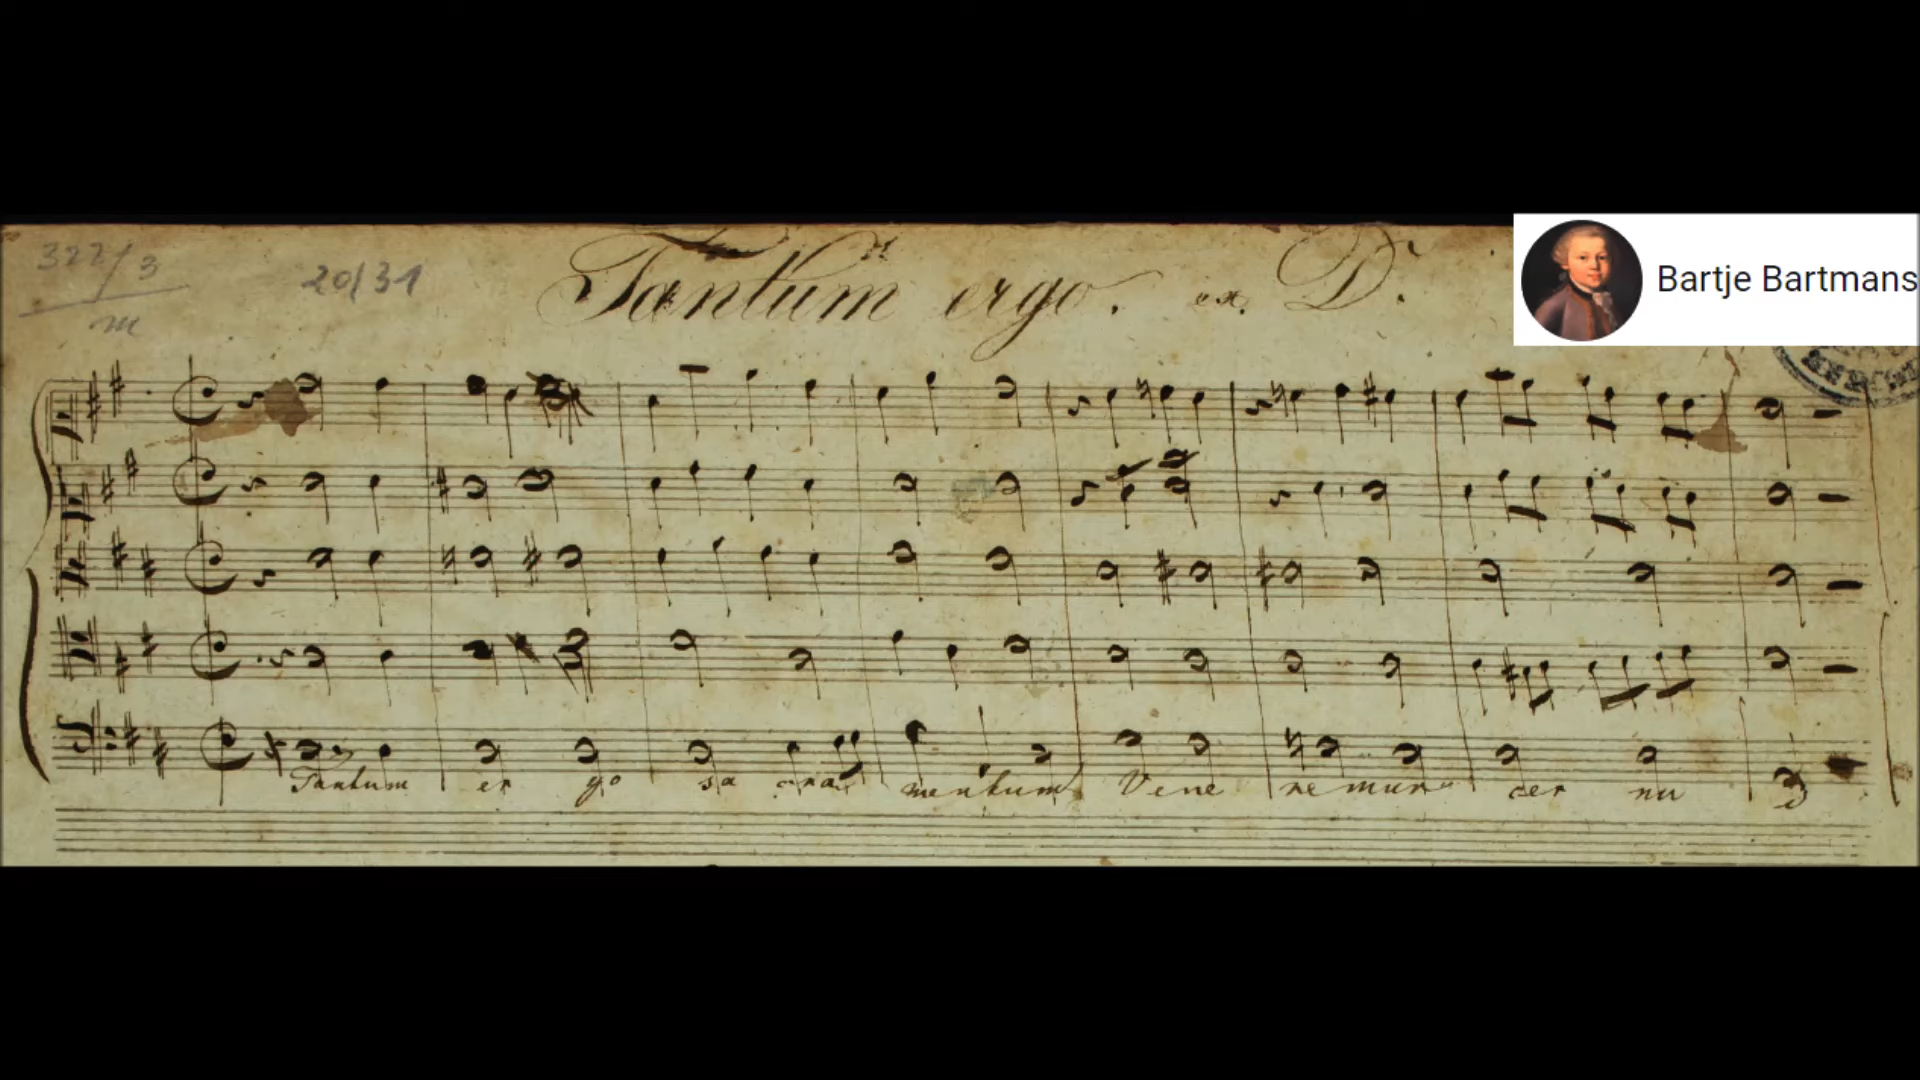 322/3
m
20/31
Tantum ergo. ex. D.
Bartje Bartmans
Tantum er go sa cra mentum Vene remur cer nu i